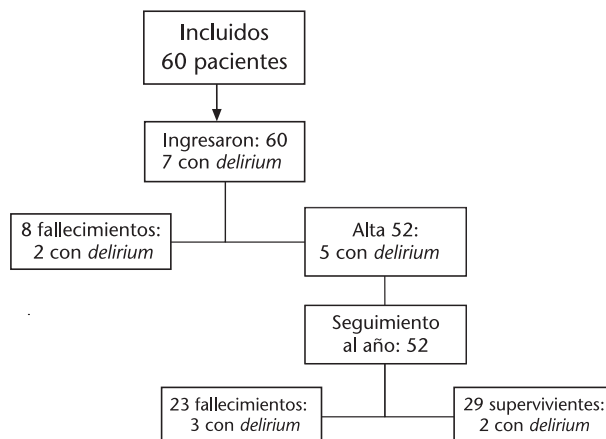 Incluidos
60 pacientes
Ingresaron: 60
7 con delirium
8 fallecimientos:
2 con delirium
Alta 52:
5 con delirium
Seguimiento
al año: 52
23 fallecimientos:
3 con delirium
29 supervivientes:
2 con delirium